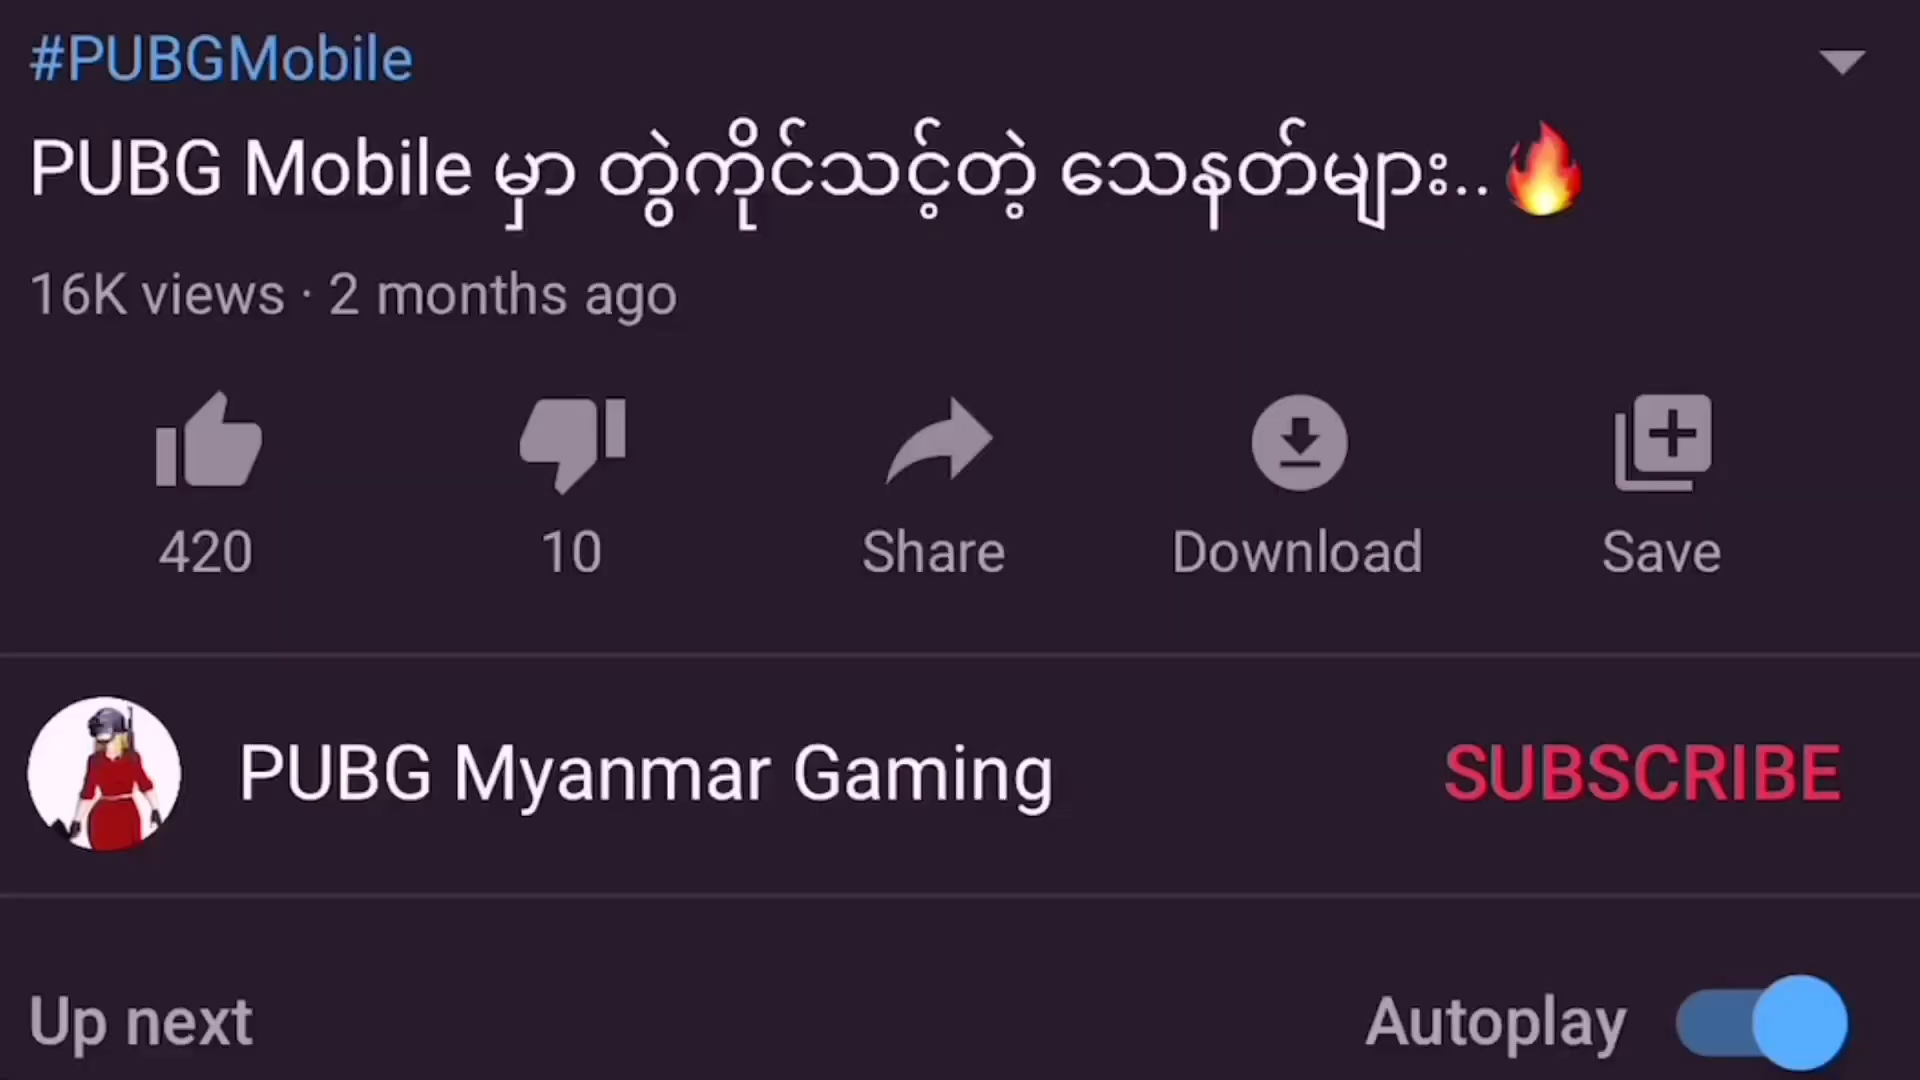 #PUBGMobile
PUBG Mobile မှာ တွဲကိုင်သင့်တဲ့ သေနတ်များ..🔥
16K views · 2 months ago
420 10 Share Download Save
PUBG Myanmar Gaming SUBSCRIBE
Up next Autoplay